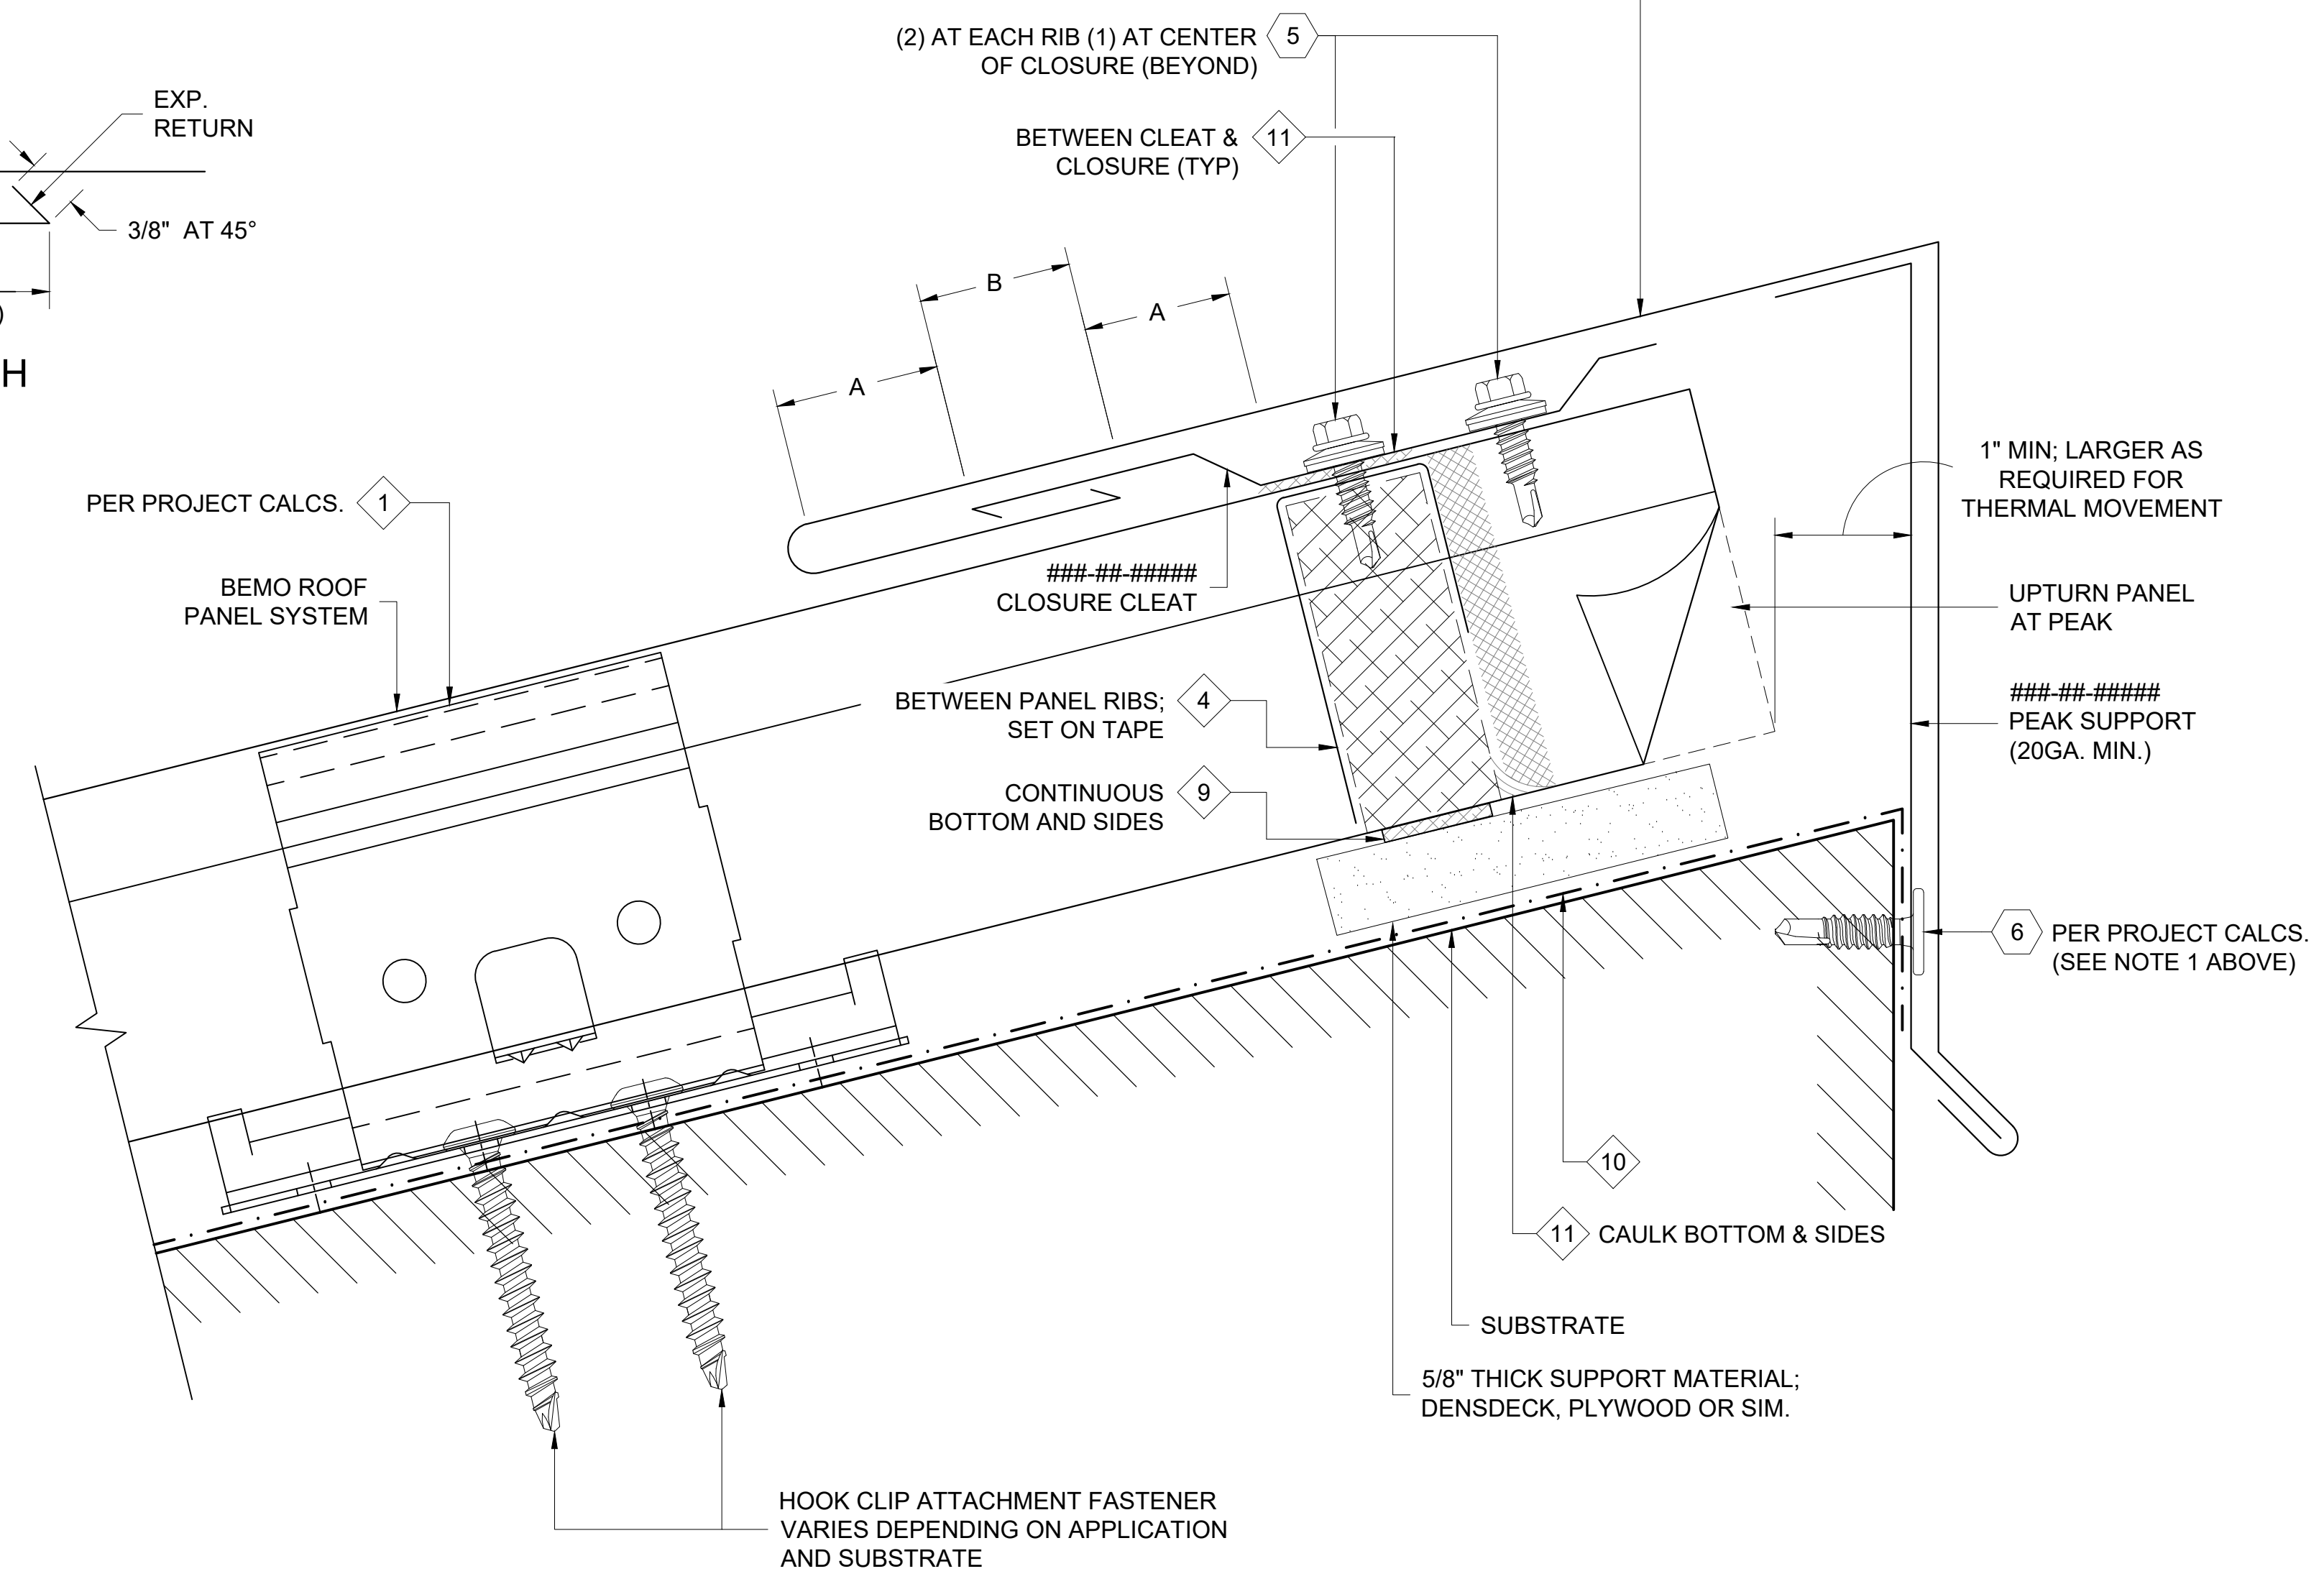 (2) AT EACH RIB (1) AT CENTER 5
OF CLOSURE (BEYOND)
EXP.
RETURN
BETWEEN CLEAT & 11
CLOSURE (TYP)
3/8" AT 45°
)
H
B
A
A
1" MIN; LARGER AS
REQUIRED FOR
THERMAL MOVEMENT
PER PROJECT CALCS. 1
BEMO ROOF
PANEL SYSTEM
###-##-#####
CLOSURE CLEAT
UPTURN PANEL
AT PEAK
BETWEEN PANEL RIBS; 4
SET ON TAPE
###-##-#####
PEAK SUPPORT
(20GA. MIN.)
CONTINUOUS 9
BOTTOM AND SIDES
6 PER PROJECT CALCS.
(SEE NOTE 1 ABOVE)
10
11 CAULK BOTTOM & SIDES
SUBSTRATE
5/8" THICK SUPPORT MATERIAL;
DENSDECK, PLYWOOD OR SIM.
HOOK CLIP ATTACHMENT FASTENER
VARIES DEPENDING ON APPLICATION
AND SUBSTRATE